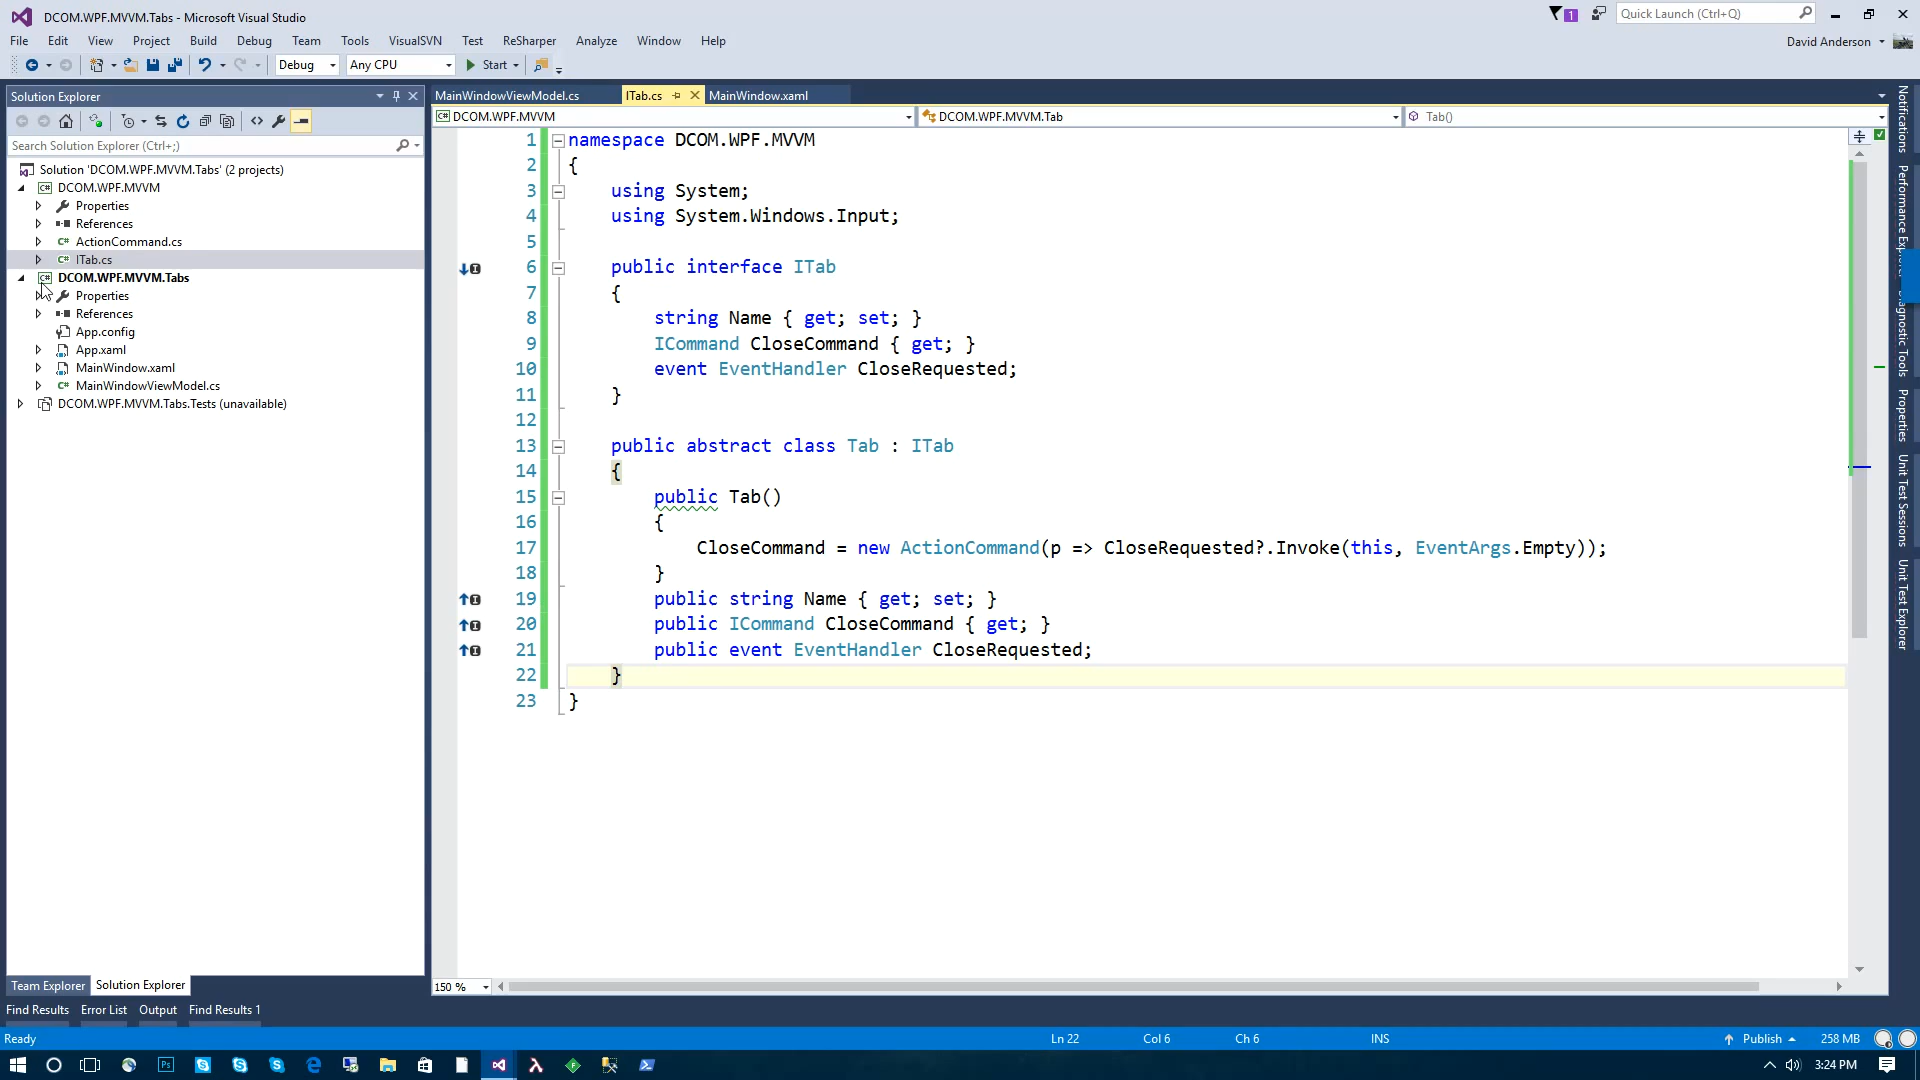 DCOM.WPF.MVVM.Tabs - Microsoft Visual Studio
1
Quick Launch (Ctrl+Q)
File Edit View Project Build Debug Team Tools VisualSVN Test ReSharper Analyze Window Help
David Anderson
Debug Any CPU Start
Solution Explorer
MainWindowViewModel.cs ITab.cs MainWindow.xaml
DCOM.WPF.MVVM DCOM.WPF.MVVM.Tab Tab()
Search Solution Explorer (Ctrl+;)
Solution 'DCOM.WPF.MVVM.Tabs' (2 projects)
DCOM.WPF.MVVM
Properties
References
ActionCommand.cs
ITab.cs
DCOM.WPF.MVVM.Tabs
Properties
References
App.config
App.xaml
MainWindow.xaml
MainWindowViewModel.cs
DCOM.WPF.MVVM.Tabs.Tests (unavailable)
1 namespace DCOM.WPF.MVVM
2 {
3 using System;
4 using System.Windows.Input;
5
6 public interface ITab
7 {
8 string Name { get; set; }
9 ICommand CloseCommand { get; }
10 event EventHandler CloseRequested;
11 }
12
13 public abstract class Tab : ITab
14 {
15 public Tab()
16 {
17 CloseCommand = new ActionCommand(p => CloseRequested?.Invoke(this, EventArgs.Empty));
18 }
19 public string Name { get; set; }
20 public ICommand CloseCommand { get; }
21 public event EventHandler CloseRequested;
22 }
23 }
Notifications
Performance Explorer
Diagnostic Tools
Properties
Unit Test Sessions
Unit Test Explorer
150 %
Team Explorer Solution Explorer
Find Results Error List Output Find Results 1
Ready Ln 22 Col 6 Ch 6 INS Publish 258 MB
3:24 PM